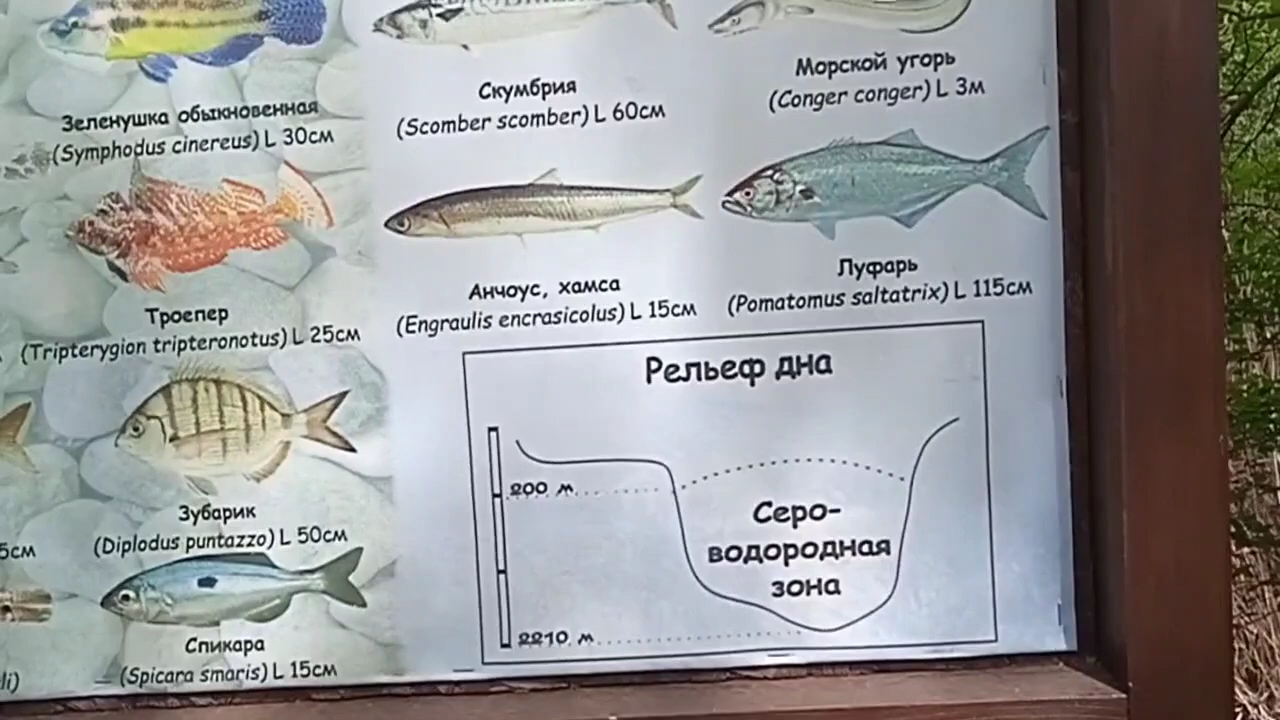 Зеленушка обыкновенная
(Symphodus cinereus) L 30см
Скумбрия
(Scomber scomber) L 60см
Морской угорь
(Conger conger) L 3м
Троепер
(Tripterygion tripteronotus) L 25см
Анчоус, хамса
(Engraulis encrasicolus) L 15см
Луфарь
(Pomatomus saltatrix) L 115см
Зубарик
(Diplodus puntazzo) L 50см
5см
Спикара
(Spicara smaris) L 15см
li)
Рельеф дна
200 м
Серо-
водородная
зона
2210 м